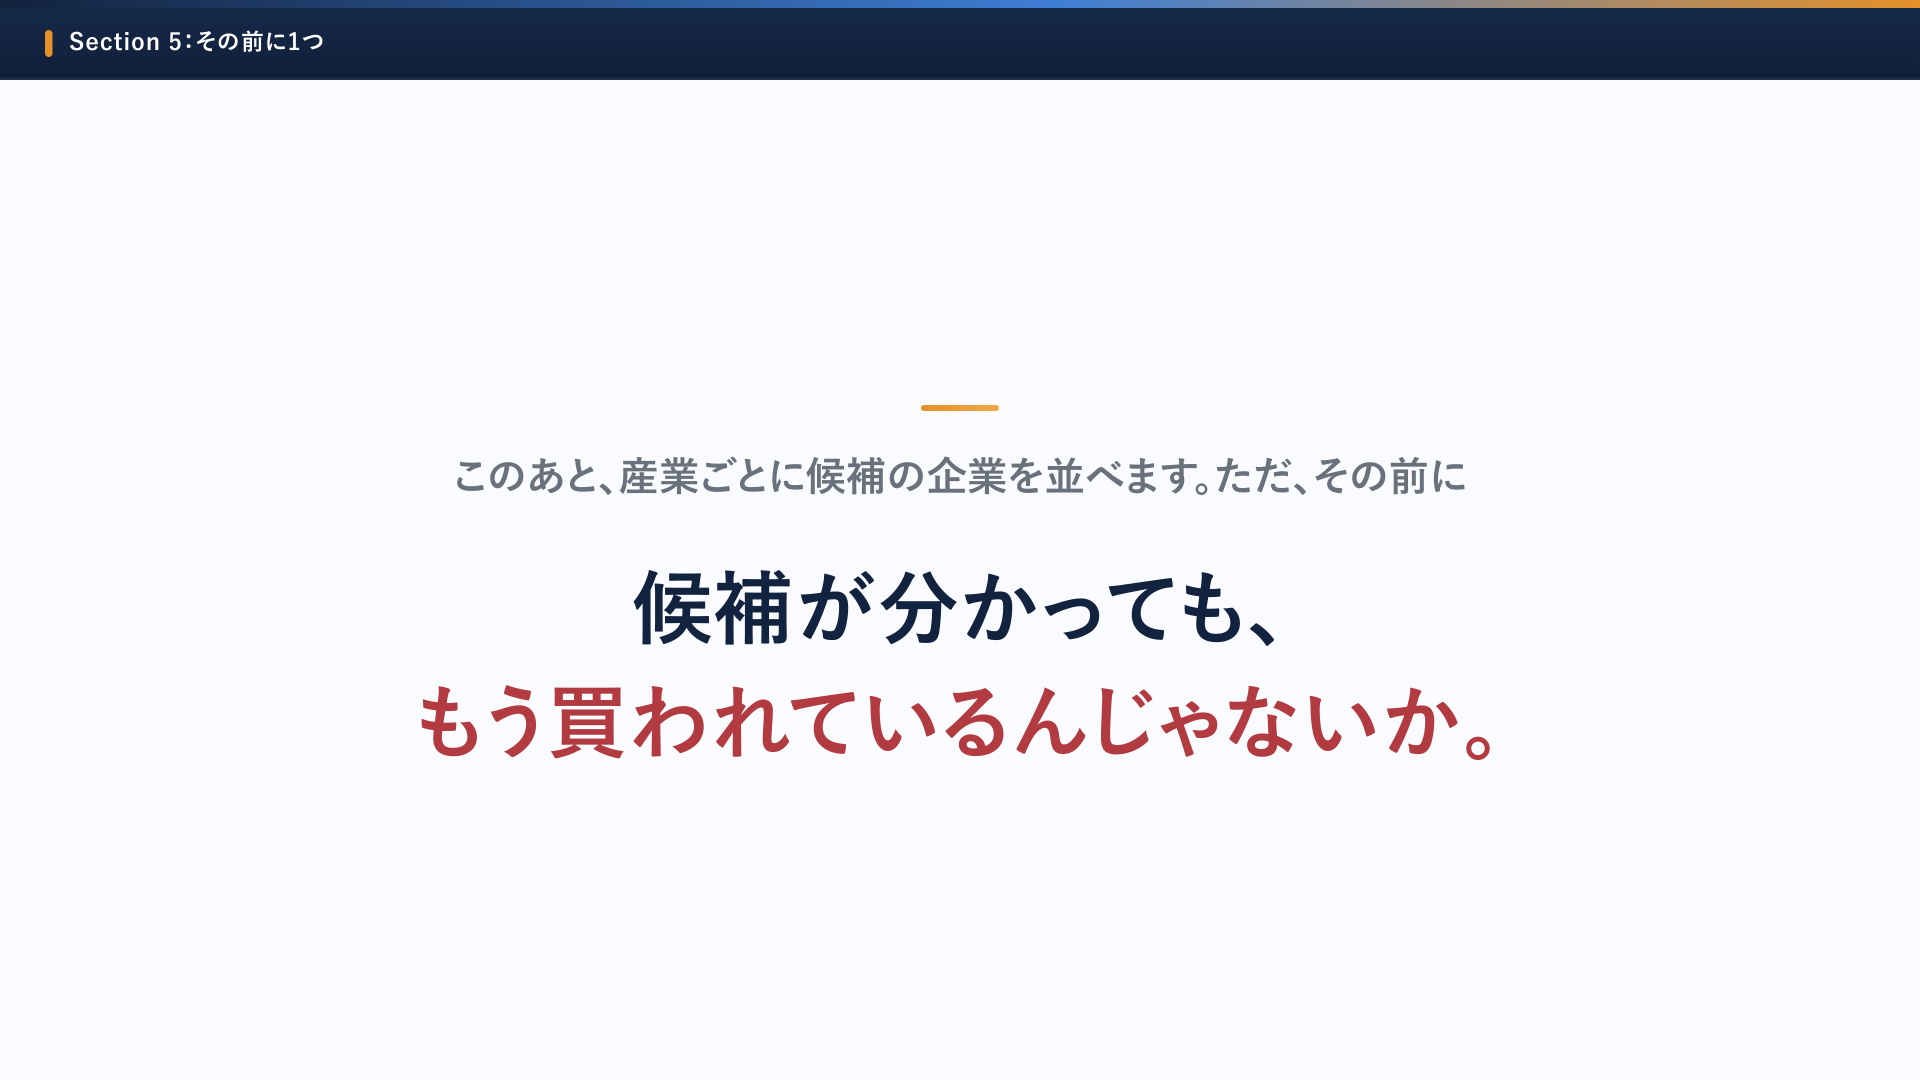 Section 5：その前に1つ
このあと、産業ごとに候補の企業を並べます。ただ、その前に
候補が分かっても、
もう買われているんじゃないか。